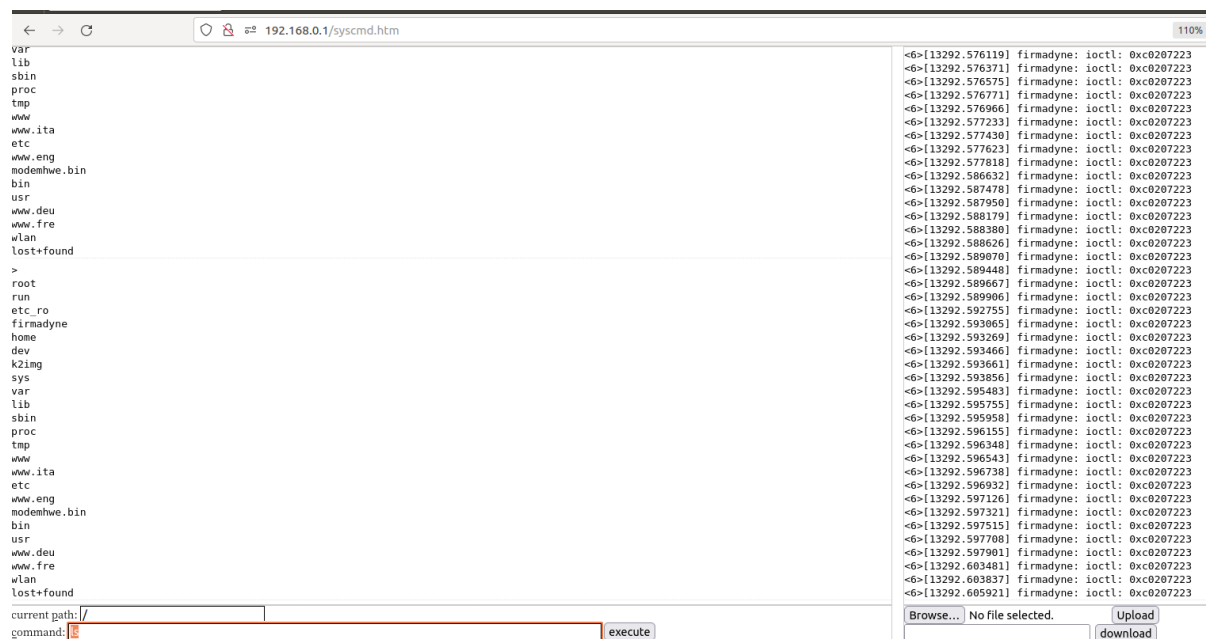 192.168.0.1/syscmd.htm
110%
var
lib
sbin
proc
tmp
www
www.ita
etc
www.eng
modemhwe.bin
bin
usr
www.deu
www.fre
wlan
lost+found
>
root
run
etc_ro
firmadyne
home
dev
k2img
sys
var
lib
sbin
proc
tmp
www
www.ita
etc
www.eng
modemhwe.bin
bin
usr
www.deu
www.fre
wlan
lost+found
current path: /
command: ls
execute
<6>[13292.576119] firmadyne: ioctl: 0xc0207223
<6>[13292.576371] firmadyne: ioctl: 0xc0207223
<6>[13292.576575] firmadyne: ioctl: 0xc0207223
<6>[13292.576771] firmadyne: ioctl: 0xc0207223
<6>[13292.576966] firmadyne: ioctl: 0xc0207223
<6>[13292.577233] firmadyne: ioctl: 0xc0207223
<6>[13292.577430] firmadyne: ioctl: 0xc0207223
<6>[13292.577623] firmadyne: ioctl: 0xc0207223
<6>[13292.577818] firmadyne: ioctl: 0xc0207223
<6>[13292.586632] firmadyne: ioctl: 0xc0207223
<6>[13292.587478] firmadyne: ioctl: 0xc0207223
<6>[13292.587950] firmadyne: ioctl: 0xc0207223
<6>[13292.588179] firmadyne: ioctl: 0xc0207223
<6>[13292.588380] firmadyne: ioctl: 0xc0207223
<6>[13292.588626] firmadyne: ioctl: 0xc0207223
<6>[13292.589070] firmadyne: ioctl: 0xc0207223
<6>[13292.589448] firmadyne: ioctl: 0xc0207223
<6>[13292.589667] firmadyne: ioctl: 0xc0207223
<6>[13292.589906] firmadyne: ioctl: 0xc0207223
<6>[13292.592755] firmadyne: ioctl: 0xc0207223
<6>[13292.593065] firmadyne: ioctl: 0xc0207223
<6>[13292.593269] firmadyne: ioctl: 0xc0207223
<6>[13292.593466] firmadyne: ioctl: 0xc0207223
<6>[13292.593661] firmadyne: ioctl: 0xc0207223
<6>[13292.593856] firmadyne: ioctl: 0xc0207223
<6>[13292.595483] firmadyne: ioctl: 0xc0207223
<6>[13292.595755] firmadyne: ioctl: 0xc0207223
<6>[13292.595958] firmadyne: ioctl: 0xc0207223
<6>[13292.596155] firmadyne: ioctl: 0xc0207223
<6>[13292.596348] firmadyne: ioctl: 0xc0207223
<6>[13292.596543] firmadyne: ioctl: 0xc0207223
<6>[13292.596738] firmadyne: ioctl: 0xc0207223
<6>[13292.596932] firmadyne: ioctl: 0xc0207223
<6>[13292.597126] firmadyne: ioctl: 0xc0207223
<6>[13292.597321] firmadyne: ioctl: 0xc0207223
<6>[13292.597515] firmadyne: ioctl: 0xc0207223
<6>[13292.597708] firmadyne: ioctl: 0xc0207223
<6>[13292.597901] firmadyne: ioctl: 0xc0207223
<6>[13292.603481] firmadyne: ioctl: 0xc0207223
<6>[13292.603837] firmadyne: ioctl: 0xc0207223
<6>[13292.605921] firmadyne: ioctl: 0xc0207223
Browse... No file selected. Upload
download